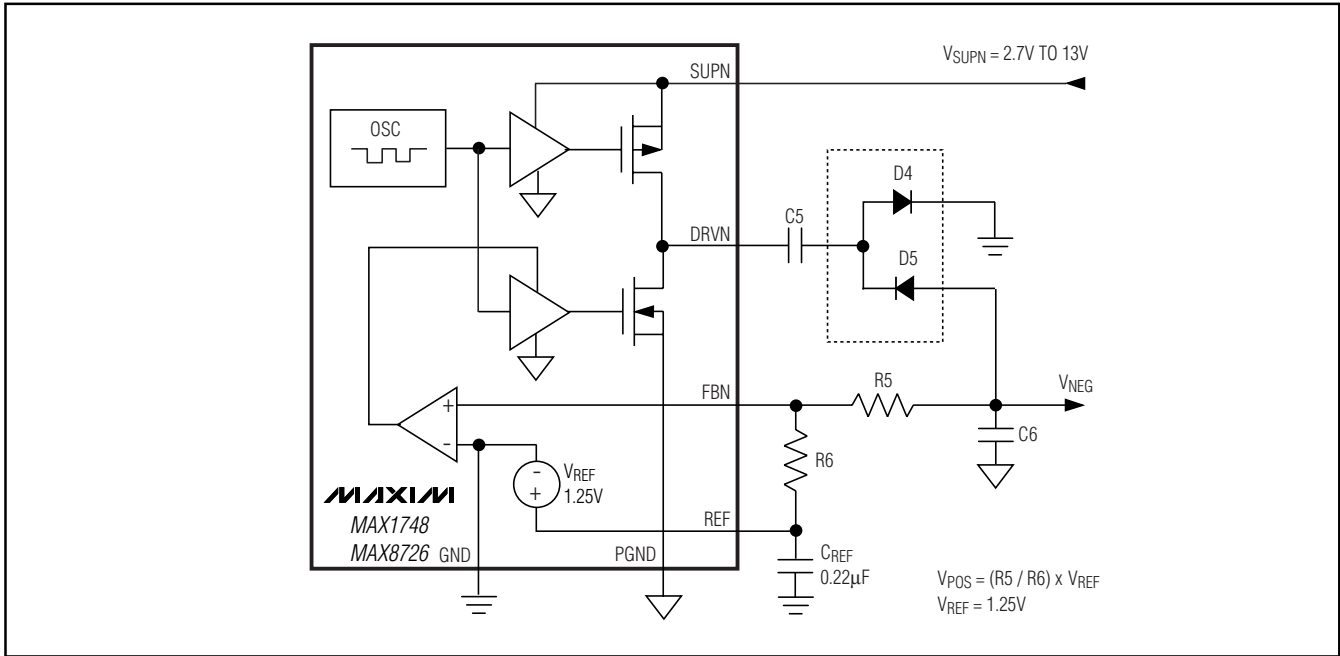 SUPN
VSUPN = 2.7V TO 13V
OSC
D4
C5
DRVN
D5
FBN
R5
VNEG
+
-
C6
R6
-
+
VREF
1.25V
MAXIM
MAX1748
MAX8726
GND
PGND
REF
CREF
0.22µF
VPOS = (R5 / R6) x VREF
VREF = 1.25V